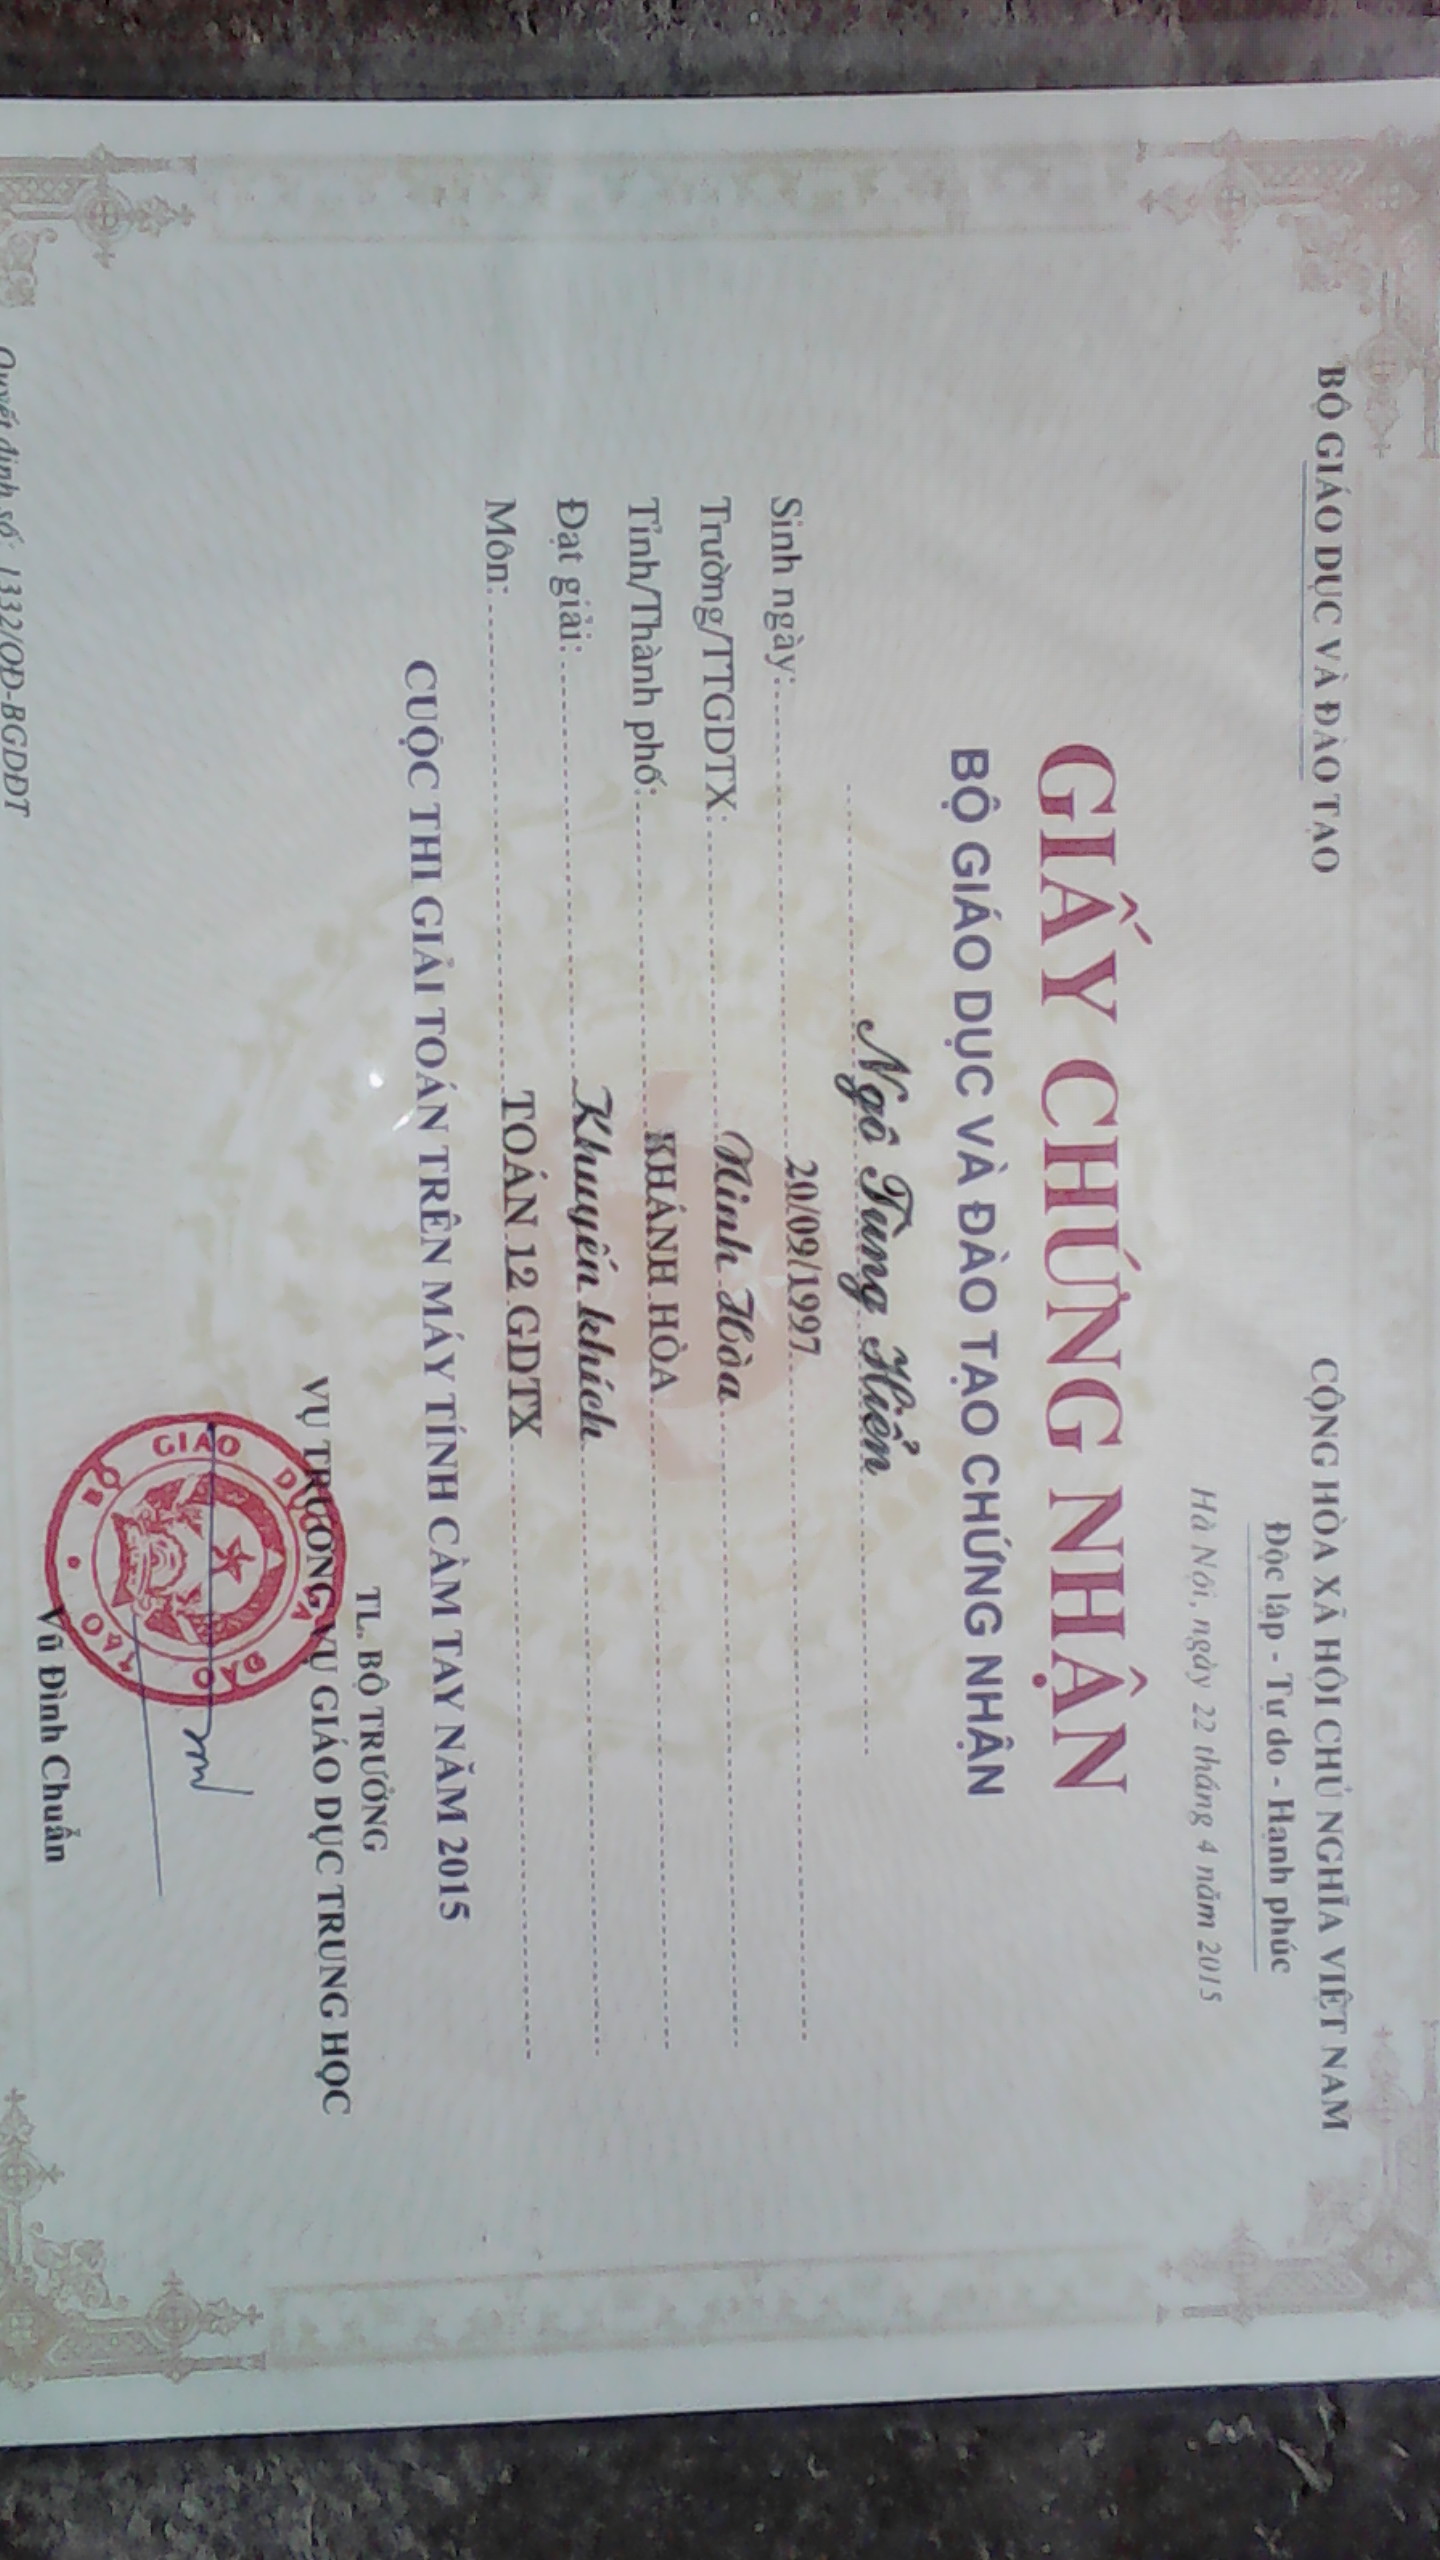 BỘ GIÁO DỤC VÀ ĐÀO TẠO
CỘNG HÒA XÃ HỘI CHỦ NGHĨA VIỆT NAM
Độc lập - Tự do - Hạnh phúc
Hà Nội, ngày 22 tháng 4 năm 2015
GIẤY CHỨNG NHẬN
BỘ GIÁO DỤC VÀ ĐÀO TẠO CHỨNG NHẬN
Ngô Tùng Hiển
Sinh ngày: 20/09/1997
Trường/TTGDTX: Ninh Hòa
Tỉnh/Thành phố: KHÁNH HÒA
Đạt giải: Khuyến khích
Môn: TOÁN 12 GDTX
CUỘC THI GIẢI TOÁN TRÊN MÁY TÍNH CẦM TAY NĂM 2015
TL. BỘ TRƯỞNG
VỤ TRƯỞNG VỤ GIÁO DỤC TRUNG HỌC
BỘ GIÁO DỤC VÀ ĐÀO TẠO
Vũ Đình Chuẩn
Quyết định số 1332/QĐ-BGDĐT